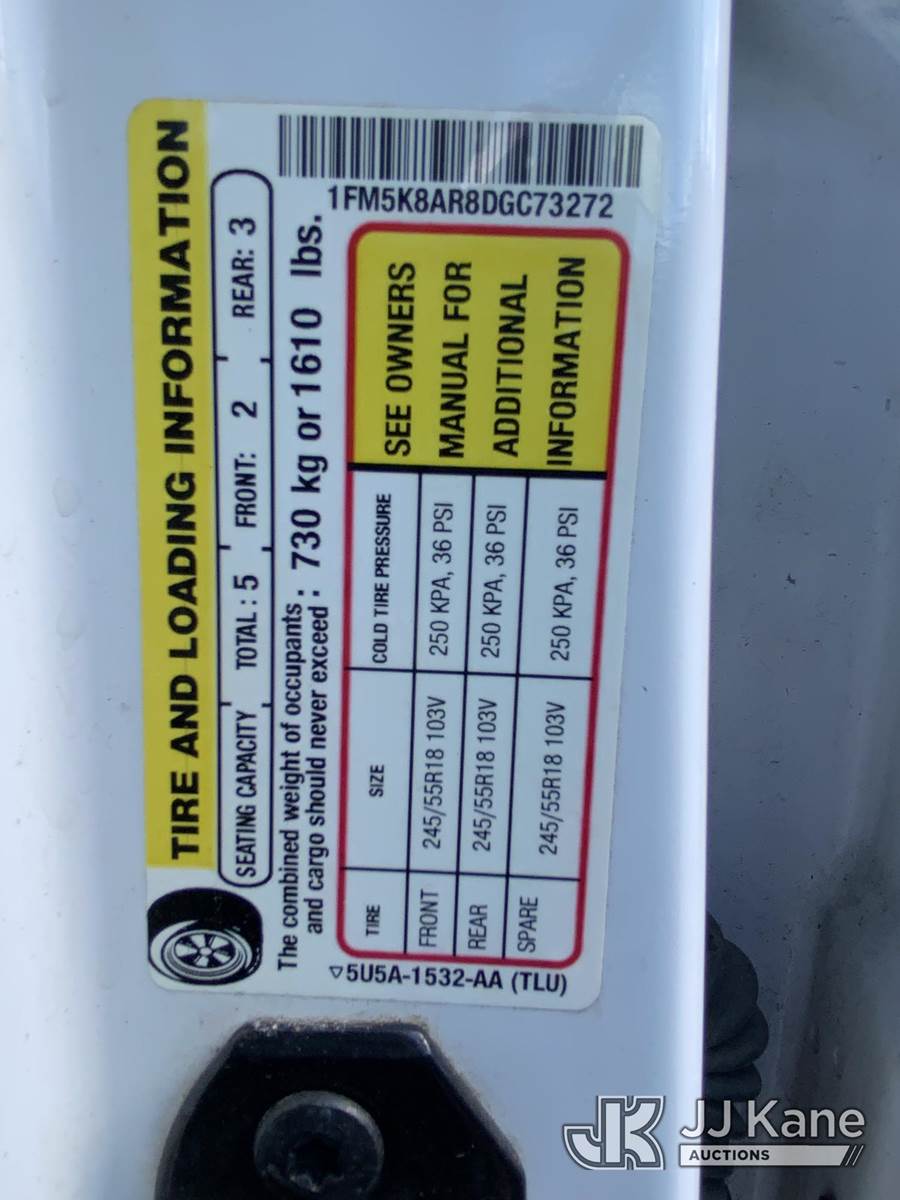 TIRE AND LOADING INFORMATION
SEATING CAPACITY TOTAL: 5 FRONT: 2 REAR: 3
The combined weight of occupants
and cargo should never exceed : 730 kg or 1610 lbs.
TIRE SIZE COLD TIRE PRESSURE
FRONT 245/55R18 103V 250 KPA, 36 PSI
REAR 245/55R18 103V 250 KPA, 36 PSI
SPARE 245/55R18 103V 250 KPA, 36 PSI
SEE OWNERS
MANUAL FOR
ADDITIONAL
INFORMATION
5U5A-1532-AA (TLU)
1FM5K8AR8DGC73272
JK JJ Kane
AUCTIONS